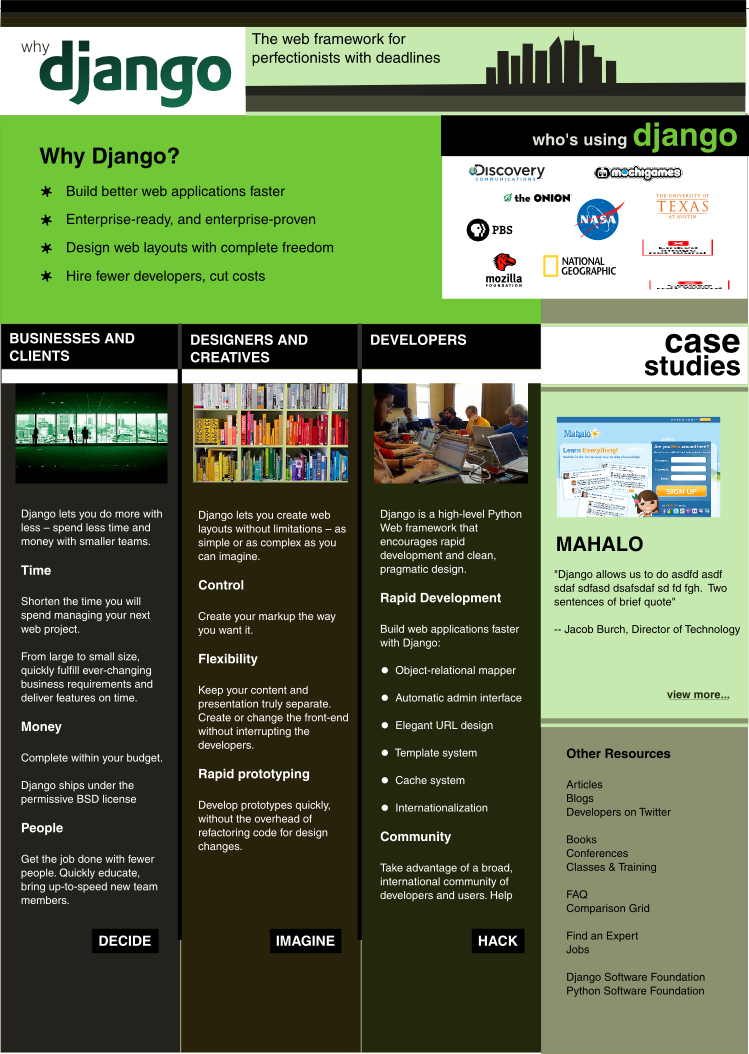 why
django
The web framework for
perfectionists with deadlines
Why Django?
Build better web applications faster
Enterprise-ready, and enterprise-proven
Design web layouts with complete freedom
Hire fewer developers, cut costs
who's using django
Discovery
COMMUNICATIONS
mochigames
the ONION
NASA
THE UNIVERSITY OF
TEXAS
AT AUSTIN
PBS
mozilla
FOUNDATION
NATIONAL
GEOGRAPHIC
BUSINESSES AND
CLIENTS
Django lets you do more with
less – spend less time and
money with smaller teams.
Time
Shorten the time you will
spend managing your next
web project.
From large to small size,
quickly fulfill ever-changing
business requirements and
deliver features on time.
Money
Complete within your budget.
Django ships under the
permissive BSD license
People
Get the job done with fewer
people. Quickly educate,
bring up-to-speed new team
members.
DECIDE
DESIGNERS AND
CREATIVES
Django lets you create web
layouts without limitations – as
simple or as complex as you
can imagine.
Control
Create your markup the way
you want it.
Flexibility
Keep your content and
presentation truly separate.
Create or change the front-end
without interrupting the
developers.
Rapid prototyping
Develop prototypes quickly,
without the overhead of
refactoring code for design
changes.
IMAGINE
DEVELOPERS
Django is a high-level Python
Web framework that
encourages rapid
development and clean,
pragmatic design.
Rapid Development
Build web applications faster
with Django:
Object-relational mapper
Automatic admin interface
Elegant URL design
Template system
Cache system
Internationalization
Community
Take advantage of a broad,
international community of
developers and users. Help
HACK
case
studies
Mahalo
Learn Everything!
SIGN UP
MAHALO
"Django allows us to do asdfd asdf
sdaf sdfasd dsafsdaf sd fd fgh.  Two
sentences of brief quote"
-- Jacob Burch, Director of Technology
view more...
Other Resources
Articles
Blogs
Developers on Twitter
Books
Conferences
Classes & Training
FAQ
Comparison Grid
Find an Expert
Jobs
Django Software Foundation
Python Software Foundation